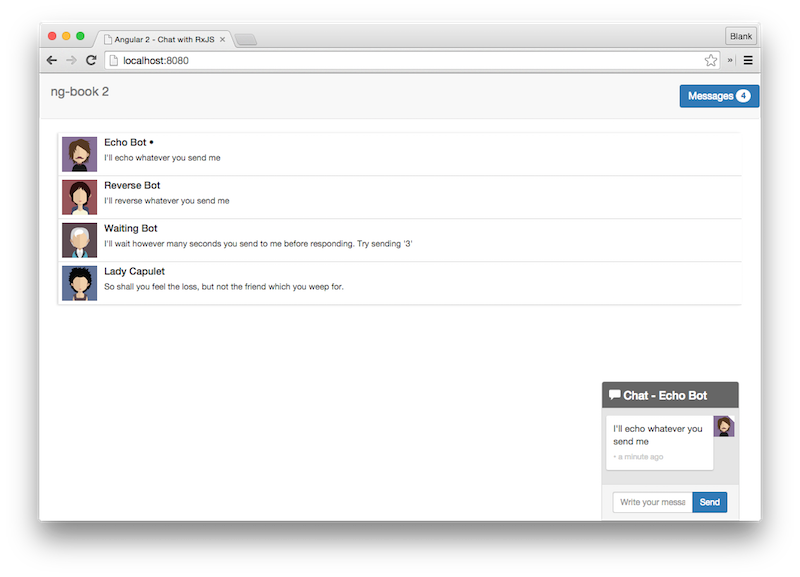 Angular 2 - Chat with RxJS
Blank
localhost:8080
ng-book 2
Messages 4
Echo Bot •
I'll echo whatever you send me
Reverse Bot
I'll reverse whatever you send me
Waiting Bot
I'll wait however many seconds you send to me before responding. Try sending '3'
Lady Capulet
So shall you feel the loss, but not the friend which you weep for.
Chat - Echo Bot
I'll echo whatever you
send me
• a minute ago
Write your messa
Send